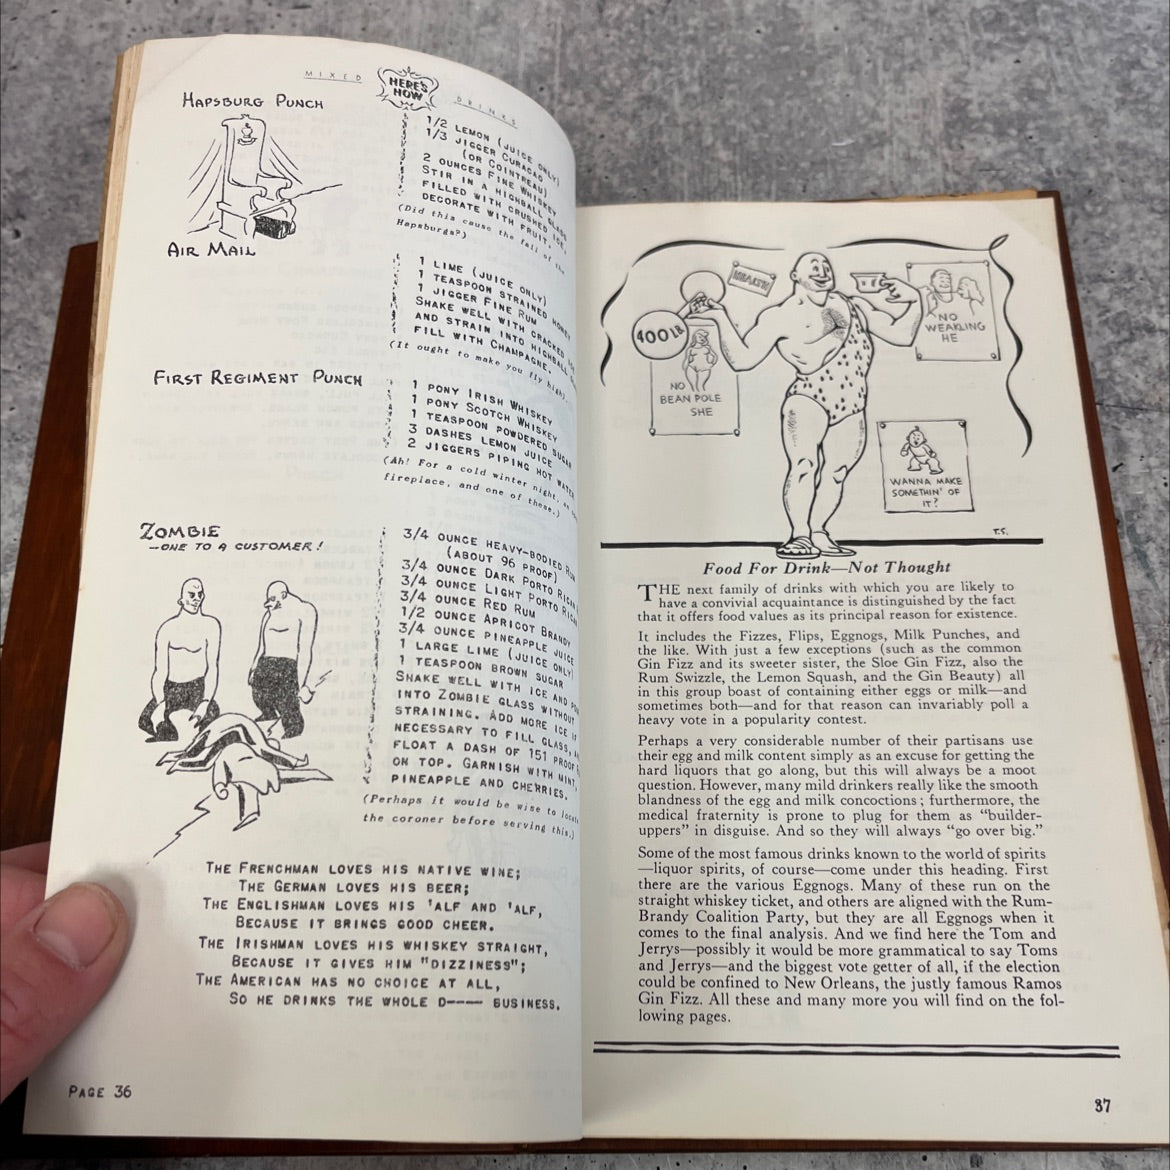 MIXED HERE'S HOW DRINKS
HAPSBURG PUNCH
1/2 LEMON (JUICE ONLY)
1/3 JIGGER CURACAO
(OR COINTREAU)
2 OUNCES FINE WHISKEY
STIR IN A HIGHBALL GLASS
FILLED WITH CRUSHED ICE,
DECORATE WITH FRUIT.
(Did this cause the fall of the
Hapsburgs?)
AIR MAIL
1 LIME (JUICE ONLY)
1 TEASPOON STRAINED HONEY
1 JIGGER FINE RUM
SHAKE WELL WITH CRACKED ICE
AND STRAIN INTO HIGHBALL
FILL WITH CHAMPAGNE.
(It ought to make you fly high).
FIRST REGIMENT PUNCH
1 PONY IRISH WHISKEY
1 PONY SCOTCH WHISKEY
1 TEASPOON POWDERED SUGAR
3 DASHES LEMON JUICE
2 JIGGERS PIPING HOT WATER
(Ah! For a cold winter night, an
fireplace, and one of these.)
ZOMBIE
—ONE TO A CUSTOMER!
3/4 OUNCE HEAVY-BODIED RUM
(ABOUT 96 PROOF)
3/4 OUNCE DARK PORTO RICAN
3/4 OUNCE LIGHT PORTO RICAN
3/4 OUNCE RED RUM
1/2 OUNCE APRICOT BRANDY
3/4 OUNCE PINEAPPLE JUICE
1 LARGE LIME (JUICE ONLY)
1 TEASPOON BROWN SUGAR
SHAKE WELL WITH ICE AND
INTO ZOMBIE GLASS WITHOUT
STRAINING. ADD MORE ICE IF
NECESSARY TO FILL GLASS,
FLOAT A DASH OF 151 PROOF
ON TOP. GARNISH WITH MINT,
PINEAPPLE AND CHERRIES.
(Perhaps it would be wise to locate
the coroner before serving this.)
THE FRENCHMAN LOVES HIS NATIVE WINE;
THE GERMAN LOVES HIS BEER;
THE ENGLISHMAN LOVES HIS 'ALF AND 'ALF,
BECAUSE IT BRINGS GOOD CHEER.
THE IRISHMAN LOVES HIS WHISKEY STRAIGHT,
BECAUSE IT GIVES HIM "DIZZINESS";
THE AMERICAN HAS NO CHOICE AT ALL,
SO HE DRINKS THE WHOLE D---- BUSINESS.
PAGE 36
HEALTH
400 LB
NO
BEAN POLE
SHE
NO
WEAKLING
HE
WANNA MAKE
SOMETHIN' OF
IT?
T.S.
Food For Drink—Not Thought
THE next family of drinks with which you are likely to
have a convivial acquaintance is distinguished by the fact
that it offers food values as its principal reason for existence.
It includes the Fizzes, Flips, Eggnogs, Milk Punches, and
the like. With just a few exceptions (such as the common
Gin Fizz and its sweeter sister, the Sloe Gin Fizz, also the
Rum Swizzle, the Lemon Squash, and the Gin Beauty) all
in this group boast of containing either eggs or milk—and
sometimes both—and for that reason can invariably poll a
heavy vote in a popularity contest.
Perhaps a very considerable number of their partisans use
their egg and milk content simply as an excuse for getting the
hard liquors that go along, but this will always be a moot
question. However, many mild drinkers really like the smooth
blandness of the egg and milk concoctions; furthermore, the
medical fraternity is prone to plug for them as "builder-
uppers" in disguise. And so they will always "go over big."
Some of the most famous drinks known to the world of spirits
—liquor spirits, of course—come under this heading. First
there are the various Eggnogs. Many of these run on the
straight whiskey ticket, and others are aligned with the Rum-
Brandy Coalition Party, but they are all Eggnogs when it
comes to the final analysis. And we find here the Tom and
Jerrys—possibly it would be more grammatical to say Toms
and Jerrys—and the biggest vote getter of all, if the election
could be confined to New Orleans, the justly famous Ramos
Gin Fizz. All these and many more you will find on the fol-
lowing pages.
37